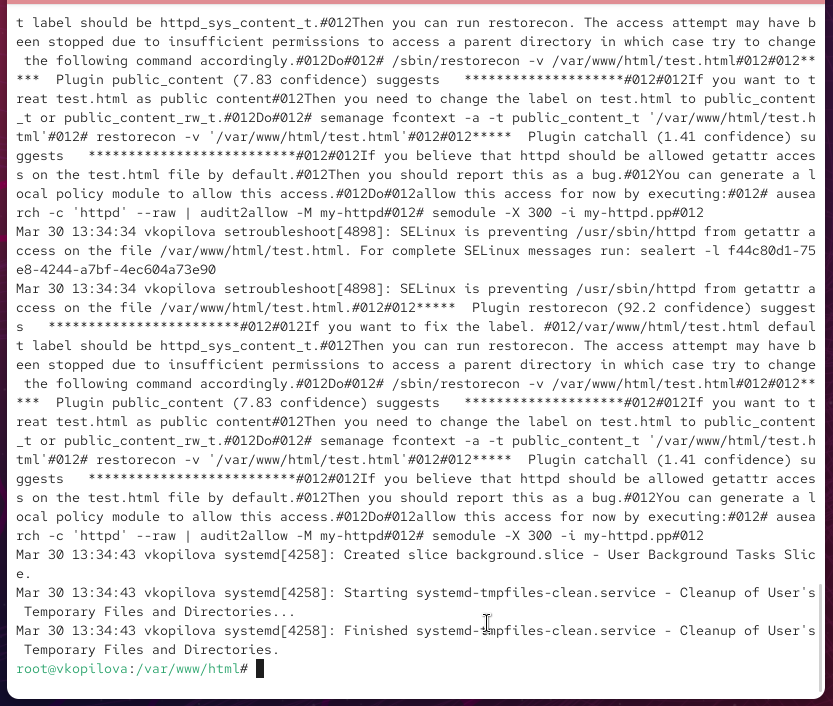 t label should be httpd_sys_content_t.#012Then you can run restorecon. The access attempt may have b
een stopped due to insufficient permissions to access a parent directory in which case try to change
 the following command accordingly.#012Do#012# /sbin/restorecon -v /var/www/html/test.html#012#012**
***  Plugin public_content (7.83 confidence) suggests   ********************#012#012If you want to t
reat test.html as public content#012Then you need to change the label on test.html to public_content
_t or public_content_rw_t.#012Do#012# semanage fcontext -a -t public_content_t '/var/www/html/test.h
tml'#012# restorecon -v '/var/www/html/test.html'#012#012*****  Plugin catchall (1.41 confidence) su
ggests   **************************#012#012If you believe that httpd should be allowed getattr acces
s on the test.html file by default.#012Then you should report this as a bug.#012You can generate a l
ocal policy module to allow this access.#012Do#012allow this access for now by executing:#012# ausea
rch -c 'httpd' --raw | audit2allow -M my-httpd#012# semodule -X 300 -i my-httpd.pp#012
Mar 30 13:34:34 vkopilova setroubleshoot[4898]: SELinux is preventing /usr/sbin/httpd from getattr a
ccess on the file /var/www/html/test.html. For complete SELinux messages run: sealert -l f44c80d1-75
e8-4244-a7bf-4ec604a73e90
Mar 30 13:34:34 vkopilova setroubleshoot[4898]: SELinux is preventing /usr/sbin/httpd from getattr a
ccess on the file /var/www/html/test.html.#012#012*****  Plugin restorecon (92.2 confidence) suggest
s   ************************#012#012If you want to fix the label. #012/var/www/html/test.html defaul
t label should be httpd_sys_content_t.#012Then you can run restorecon. The access attempt may have b
een stopped due to insufficient permissions to access a parent directory in which case try to change
 the following command accordingly.#012Do#012# /sbin/restorecon -v /var/www/html/test.html#012#012**
***  Plugin public_content (7.83 confidence) suggests   ********************#012#012If you want to t
reat test.html as public content#012Then you need to change the label on test.html to public_content
_t or public_content_rw_t.#012Do#012# semanage fcontext -a -t public_content_t '/var/www/html/test.h
tml'#012# restorecon -v '/var/www/html/test.html'#012#012*****  Plugin catchall (1.41 confidence) su
ggests   **************************#012#012If you believe that httpd should be allowed getattr acces
s on the test.html file by default.#012Then you should report this as a bug.#012You can generate a l
ocal policy module to allow this access.#012Do#012allow this access for now by executing:#012# ausea
rch -c 'httpd' --raw | audit2allow -M my-httpd#012# semodule -X 300 -i my-httpd.pp#012
Mar 30 13:34:43 vkopilova systemd[4258]: Created slice background.slice - User Background Tasks Slic
e.
Mar 30 13:34:43 vkopilova systemd[4258]: Starting systemd-tmpfiles-clean.service - Cleanup of User's
 Temporary Files and Directories...
Mar 30 13:34:43 vkopilova systemd[4258]: Finished systemd-tmpfiles-clean.service - Cleanup of User's
 Temporary Files and Directories.
root@vkopilova:/var/www/html#